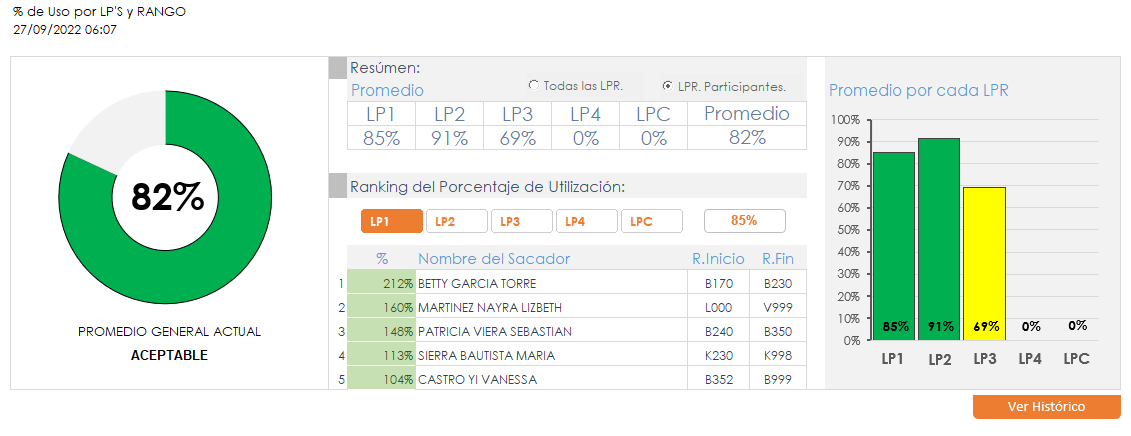 % de Uso por LP'S y RANGO
27/09/2022 06:07
82%
PROMEDIO GENERAL ACTUAL
ACEPTABLE
Resúmen:
Promedio
Todas las LPR.
LPR. Participantes.
LP1 LP2 LP3 LP4 LPC Promedio
85% 91% 69% 0% 0% 82%
Ranking del Porcentaje de Utilización:
LP1 LP2 LP3 LP4 LPC 85%
% Nombre del Sacador R.Inicio R.Fin
1 212% BETTY GARCIA TORRE B170 B230
2 160% MARTINEZ NAYRA LIZBETH L000 V999
3 148% PATRICIA VIERA SEBASTIAN B240 B350
4 113% SIERRA BAUTISTA MARIA K230 K998
5 104% CASTRO YI VANESSA B352 B999
Promedio por cada LPR
100%
90%
80%
70%
60%
50%
40%
30%
20%
10%
0%
85% 91% 69% 0% 0%
LP1 LP2 LP3 LP4 LPC
Ver Histórico